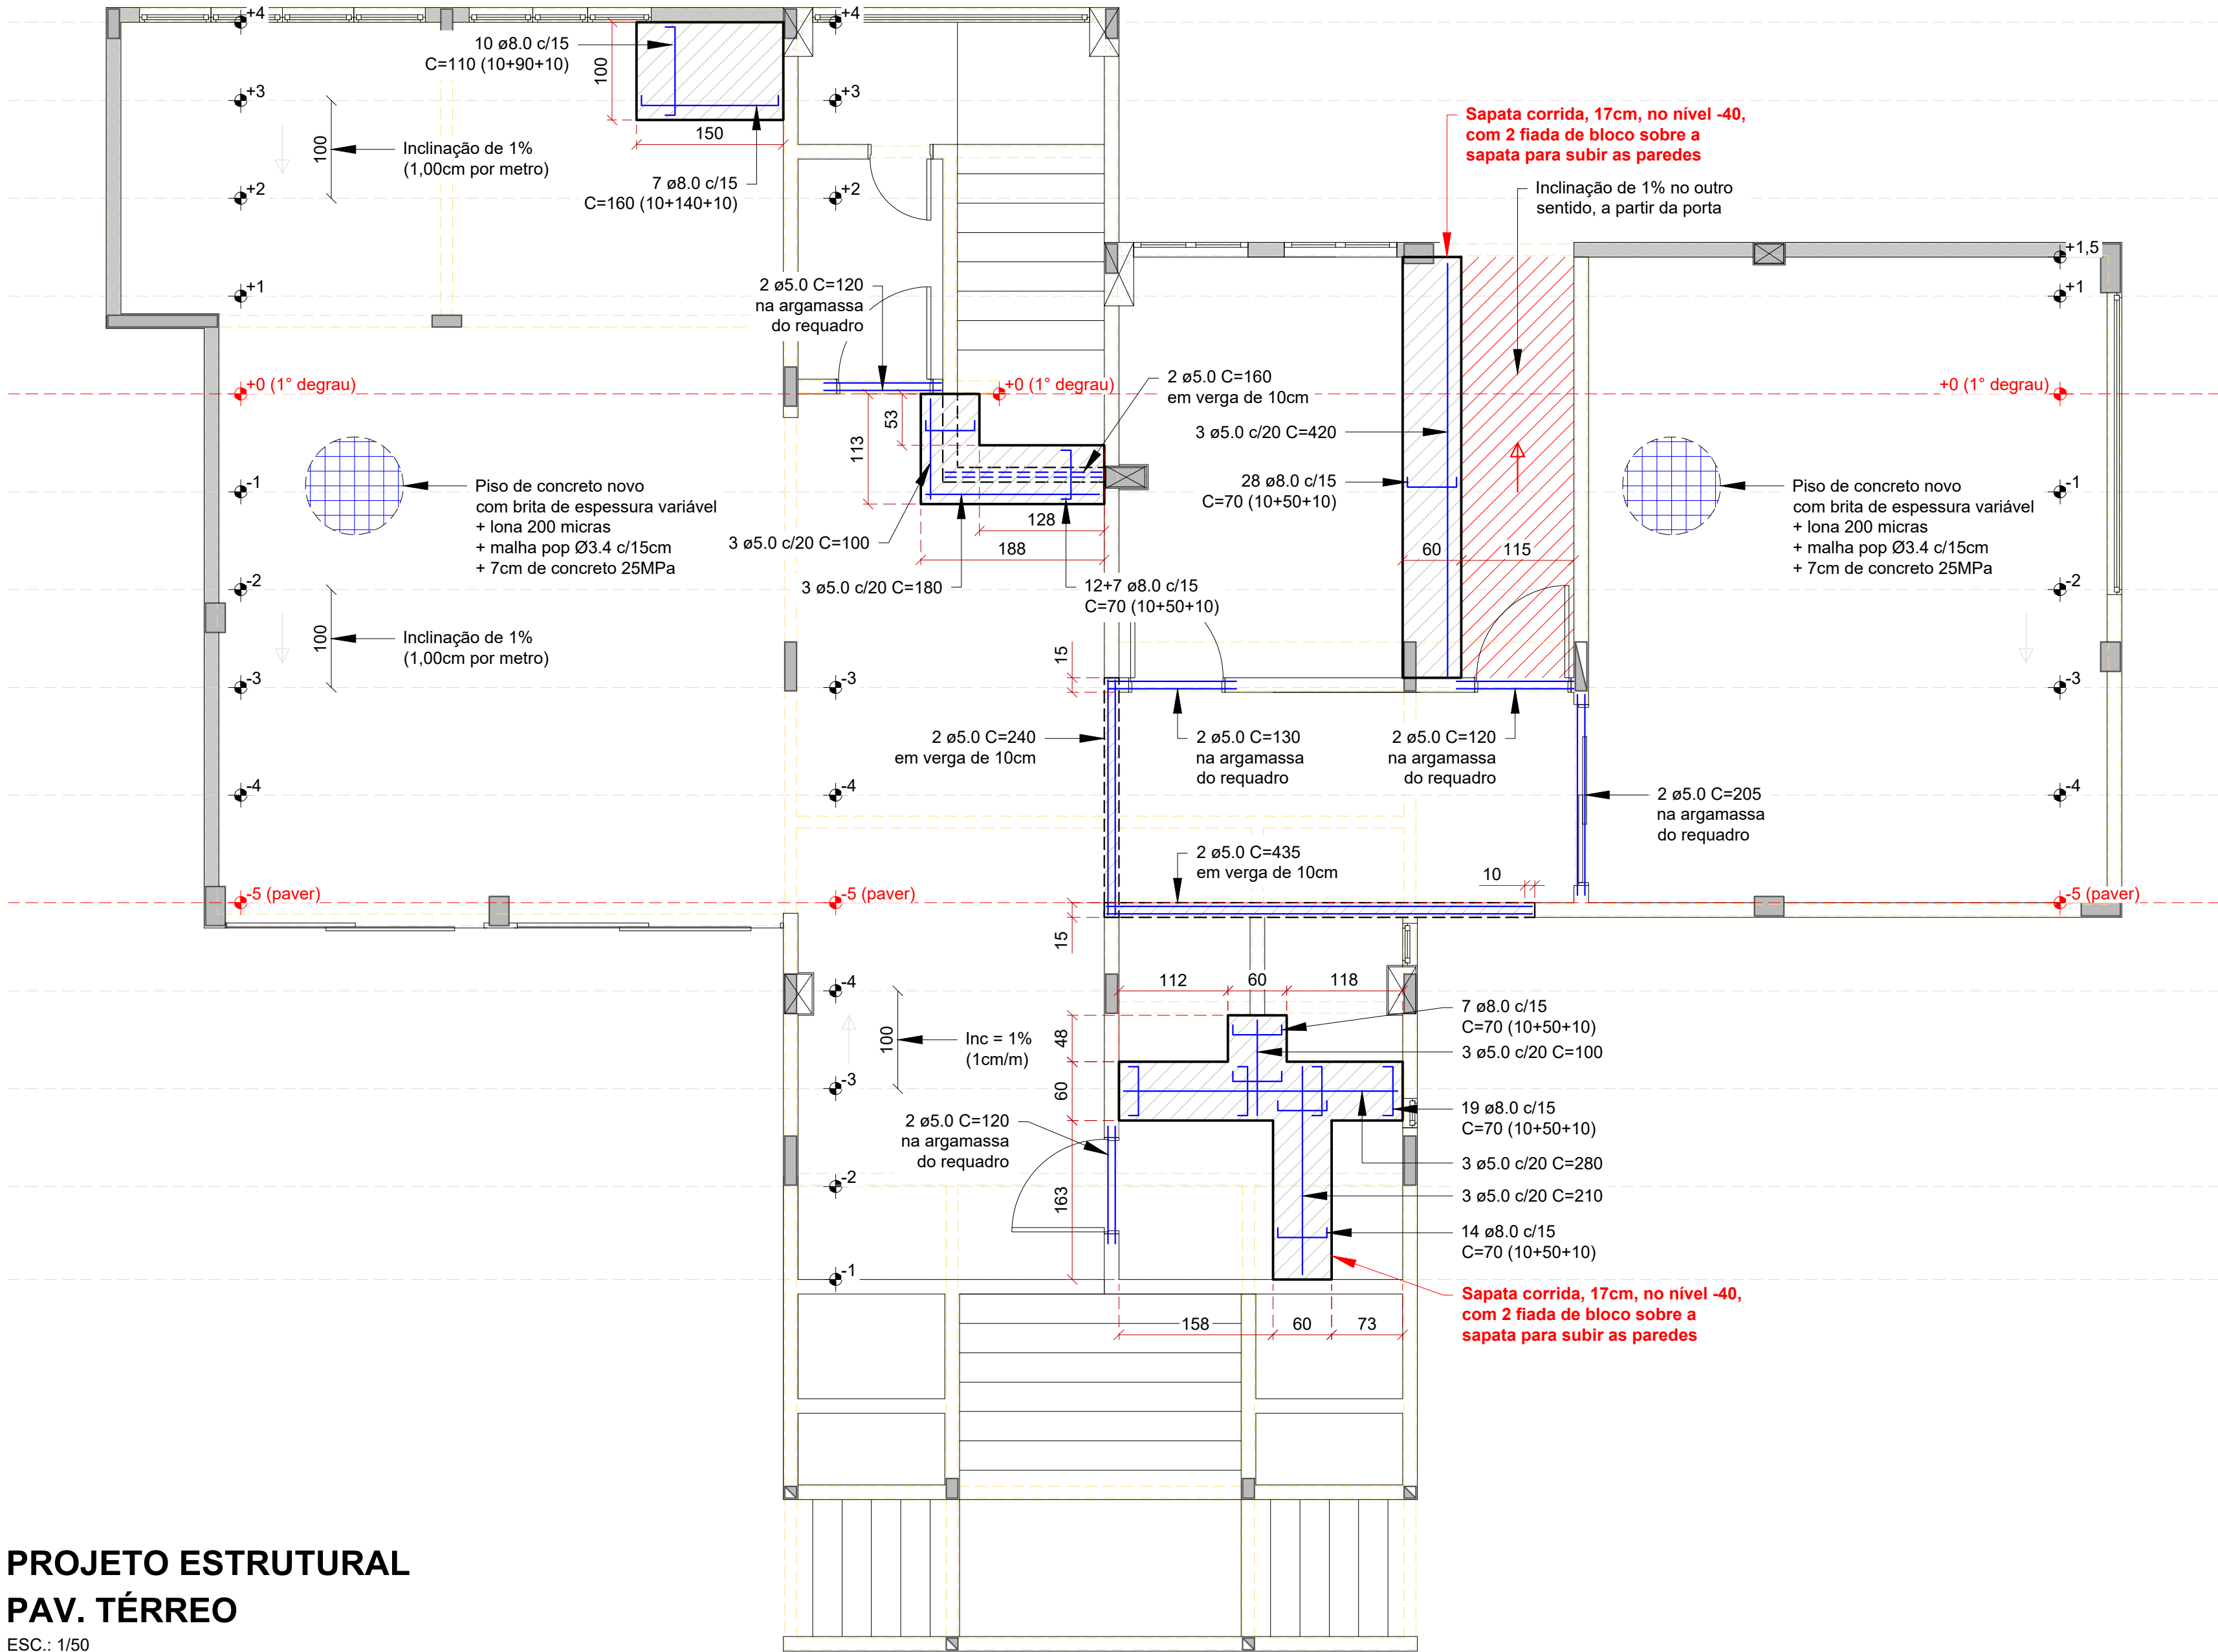 +4
+4
10 ø8.0 c/15
C=110 (10+90+10)
100
+3
+3
150
Inclinação de 1%
(1,00cm por metro)
100
7 ø8.0 c/15
C=160 (10+140+10)
+2
+2
Sapata corrida, 17cm, no nível -40,
com 2 fiada de bloco sobre a
sapata para subir as paredes
Inclinação de 1% no outro
sentido, a partir da porta
+1,5
+1
+1
2 ø5.0 C=120
na argamassa
do requadro
+0 (1° degrau)
+0 (1° degrau)
+0 (1° degrau)
2 ø5.0 C=160
em verga de 10cm
53
113
3 ø5.0 c/20 C=420
28 ø8.0 c/15
C=70 (10+50+10)
-1
-1
Piso de concreto novo
com brita de espessura variável
+ lona 200 micras
+ malha pop Ø3.4 c/15cm
+ 7cm de concreto 25MPa
Piso de concreto novo
com brita de espessura variável
+ lona 200 micras
+ malha pop Ø3.4 c/15cm
+ 7cm de concreto 25MPa
128
188
3 ø5.0 c/20 C=100
3 ø5.0 c/20 C=180
12+7 ø8.0 c/15
C=70 (10+50+10)
60
115
-2
-2
100
Inclinação de 1%
(1,00cm por metro)
15
-3
-3
-3
2 ø5.0 C=240
em verga de 10cm
2 ø5.0 C=130
na argamassa
do requadro
2 ø5.0 C=120
na argamassa
do requadro
-4
-4
-4
2 ø5.0 C=205
na argamassa
do requadro
2 ø5.0 C=435
em verga de 10cm
10
-5 (paver)
-5 (paver)
-5 (paver)
15
112
60
118
-4
100
Inc = 1%
(1cm/m)
48
7 ø8.0 c/15
C=70 (10+50+10)
3 ø5.0 c/20 C=100
-3
60
19 ø8.0 c/15
C=70 (10+50+10)
2 ø5.0 C=120
na argamassa
do requadro
3 ø5.0 c/20 C=280
-2
163
3 ø5.0 c/20 C=210
14 ø8.0 c/15
C=70 (10+50+10)
-1
Sapata corrida, 17cm, no nível -40,
com 2 fiada de bloco sobre a
sapata para subir as paredes
158
60
73
PROJETO ESTRUTURAL
PAV. TÉRREO
ESC.: 1/50